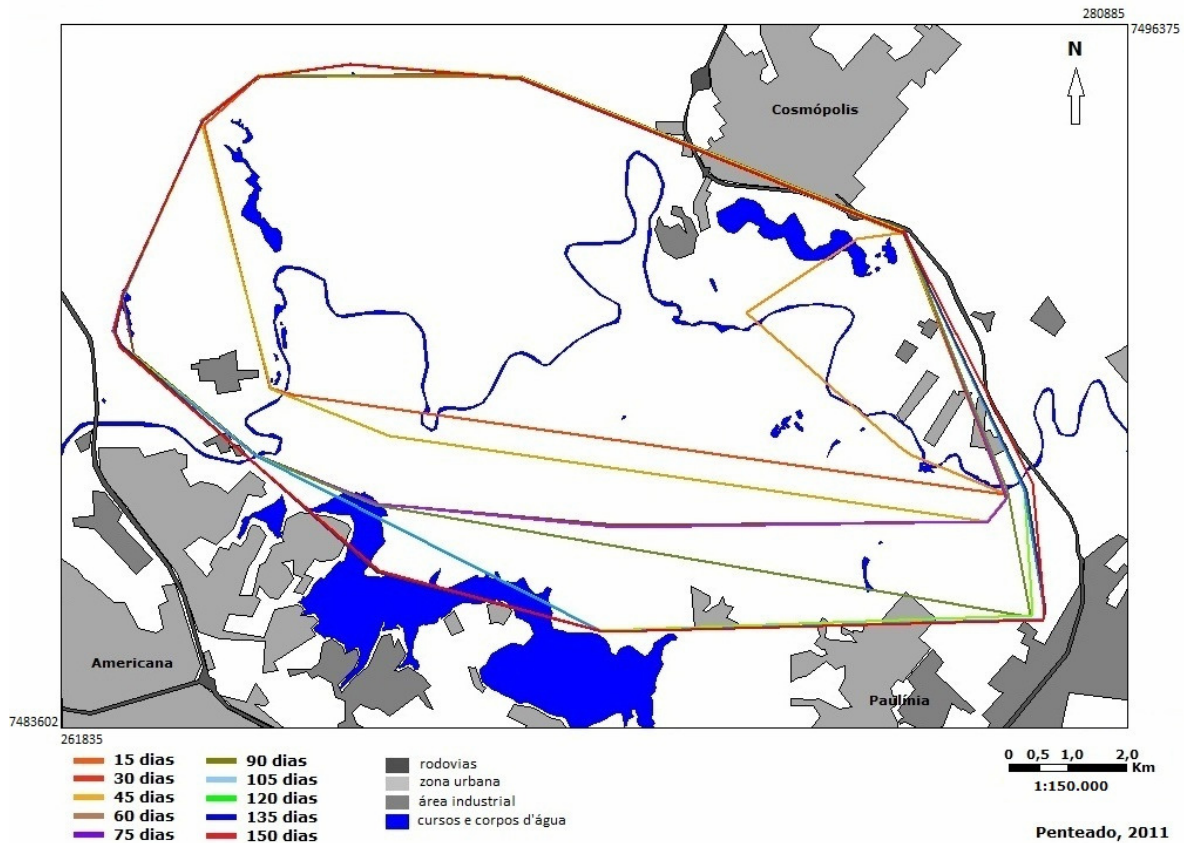 280885
7496375
N
Cosmópolis
Americana
Paulínia
7483602
261835
15 dias
30 dias
45 dias
60 dias
75 dias
90 dias
105 dias
120 dias
135 dias
150 dias
rodovias
zona urbana
área industrial
cursos e corpos d'água
0 0,5 1,0 2,0
Km
1:150.000
Penteado, 2011